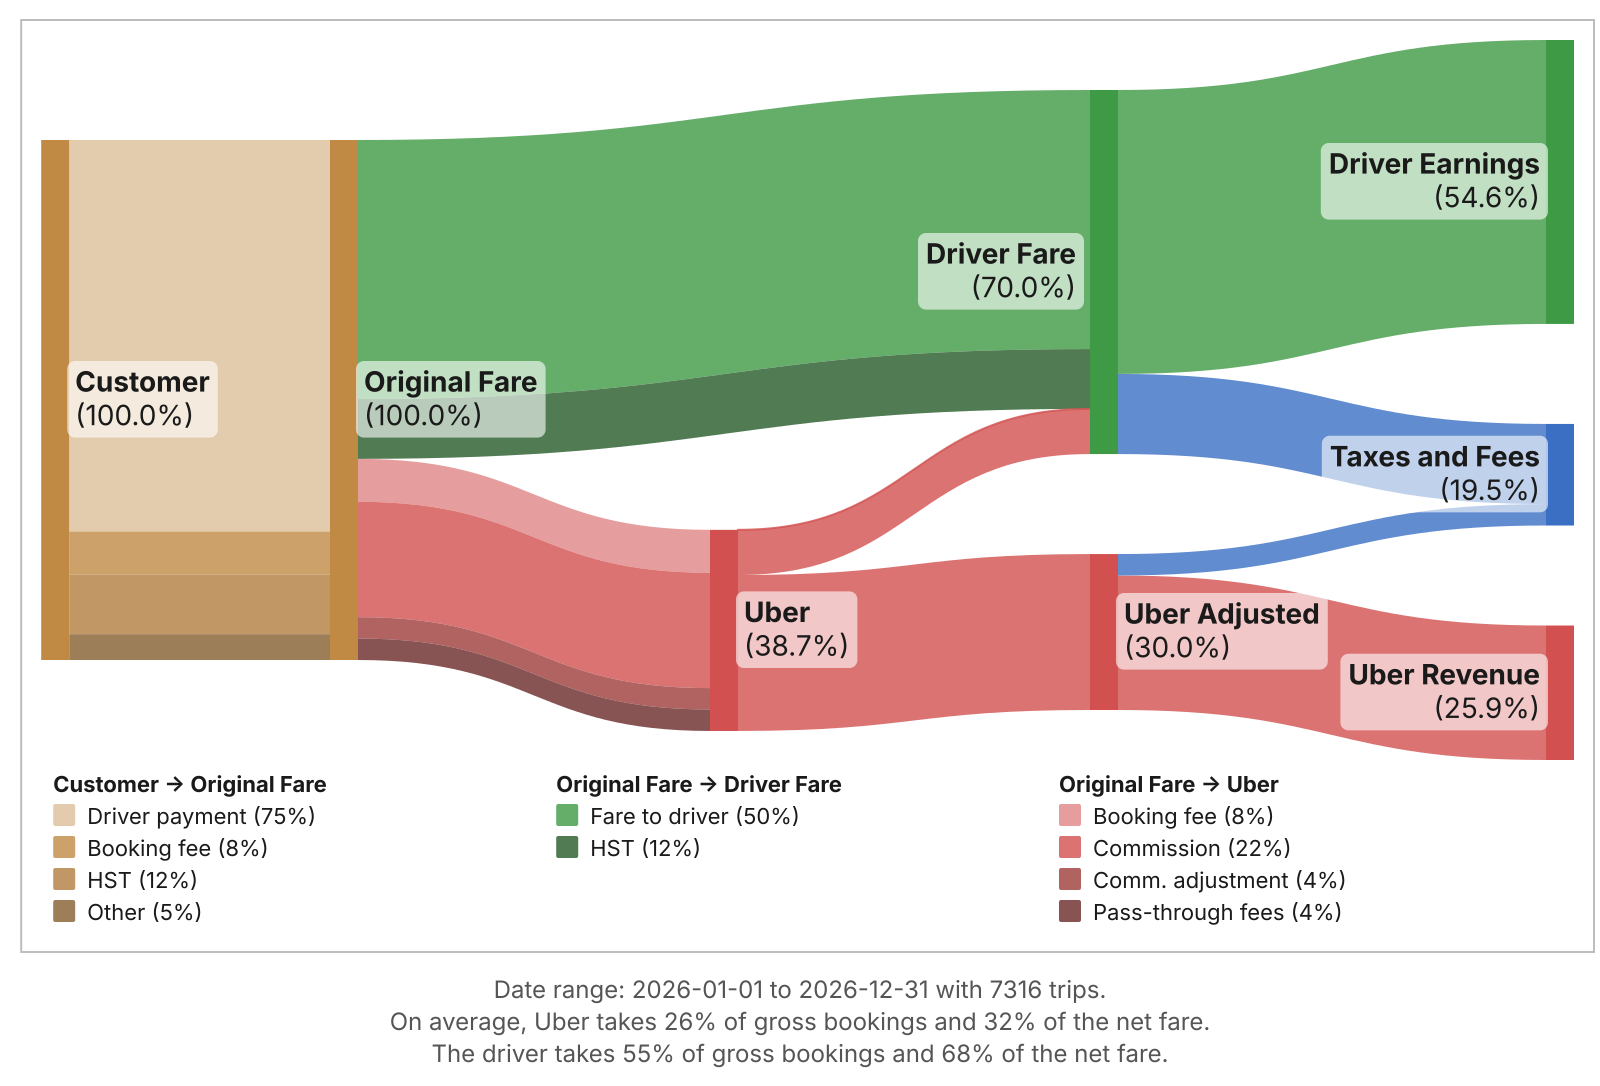 Driver Earnings
(54.6%)
Driver Fare
(70.0%)
Customer
(100.0%)
Original Fare
(100.0%)
Taxes and Fees
(19.5%)
Uber
(38.7%)
Uber Adjusted
(30.0%)
Uber Revenue
(25.9%)
Customer → Original Fare
Driver payment (75%)
Booking fee (8%)
HST (12%)
Other (5%)
Original Fare → Driver Fare
Fare to driver (50%)
HST (12%)
Original Fare → Uber
Booking fee (8%)
Commission (22%)
Comm. adjustment (4%)
Pass-through fees (4%)
Date range: 2026-01-01 to 2026-12-31 with 7316 trips.
On average, Uber takes 26% of gross bookings and 32% of the net fare.
The driver takes 55% of gross bookings and 68% of the net fare.